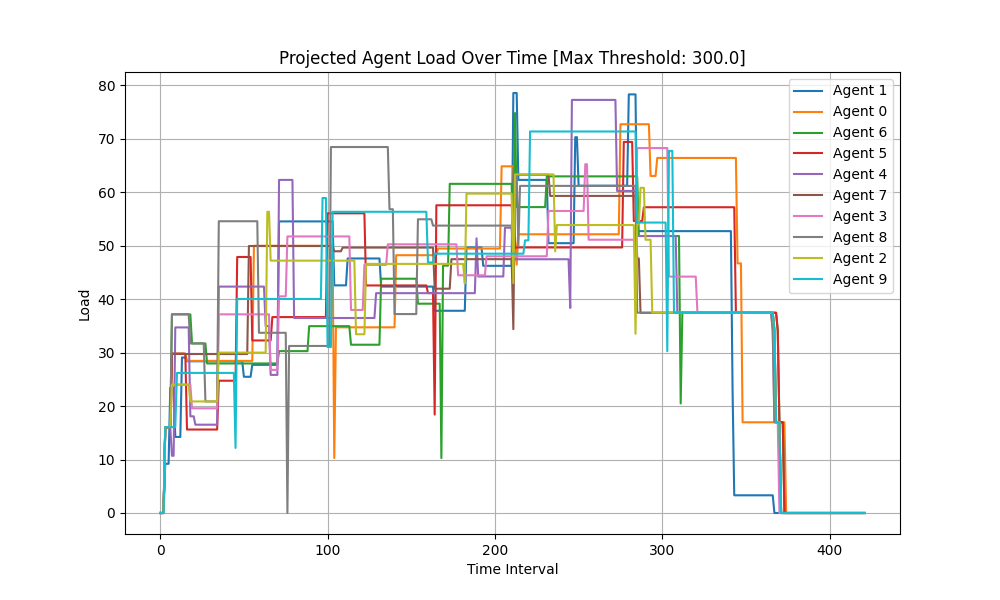 Projected Agent Load Over Time [Max Threshold: 300.0]
80
70
60
50
40
30
20
10
0
Load
0
100
200
300
400
Time Interval
Agent 1
Agent 0
Agent 6
Agent 5
Agent 4
Agent 7
Agent 3
Agent 8
Agent 2
Agent 9